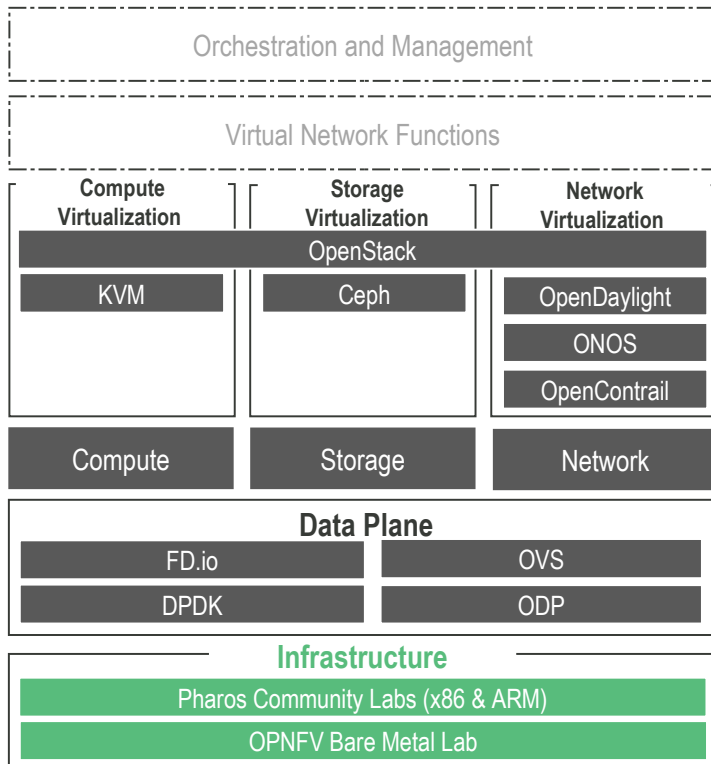 Orchestration and Management
Virtual Network Functions
Compute
Virtualization
Storage
Virtualization
Network
Virtualization
OpenStack
KVM
Ceph
OpenDaylight
ONOS
OpenContrail
Compute
Storage
Network
Data Plane
FD.io
OVS
DPDK
ODP
Infrastructure
Pharos Community Labs (x86 & ARM)
OPNFV Bare Metal Lab